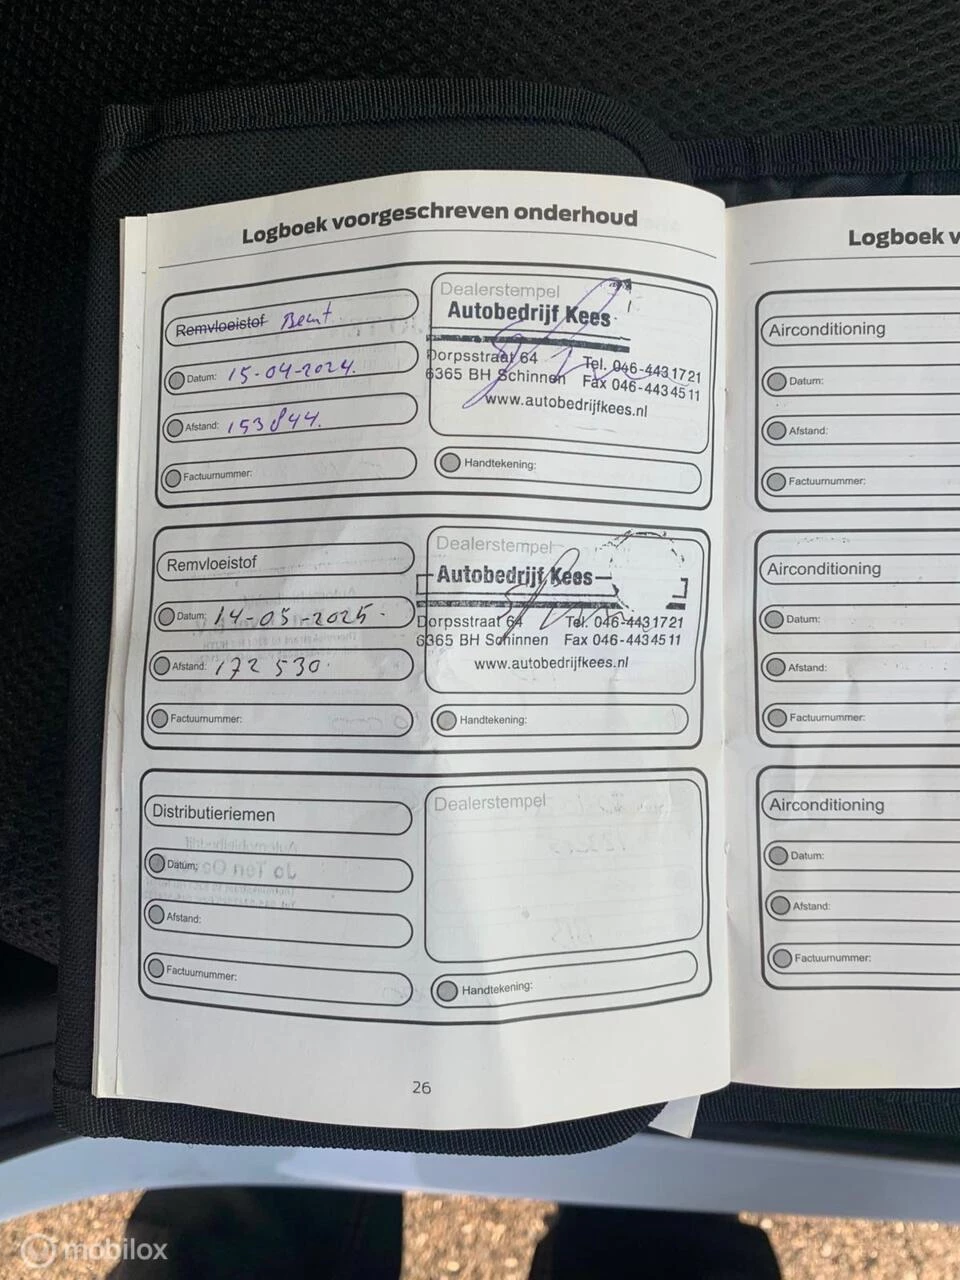 Logboek voorgeschreven onderhoud
Remvloeistof Beurt.
Datum: 15-04-2024.
Afstand: 153844.
Factuurnummer:
Dealerstempel
Autobedrijf Kees
Dorpsstraat 64 Tel. 046-4431721
6365 BH Schinnen Fax 046-4434511
www.autobedrijfkees.nl
Handtekening:
Remvloeistof
Datum: 14-05-2025.
Afstand: 172530.
Factuurnummer:
Dealerstempel
Autobedrijf Kees
Dorpsstraat 64 Tel. 046-4431721
6365 BH Schinnen Fax 046-4434511
www.autobedrijfkees.nl
Handtekening:
Distributieriemen
Datum:
Afstand:
Factuurnummer:
Dealerstempel
Handtekening:
26
Logboek v
Airconditioning
Datum:
Afstand:
Factuurnummer:
Airconditioning
Datum:
Afstand:
Factuurnummer:
Airconditioning
Datum:
Afstand:
Factuurnummer:
mobilox